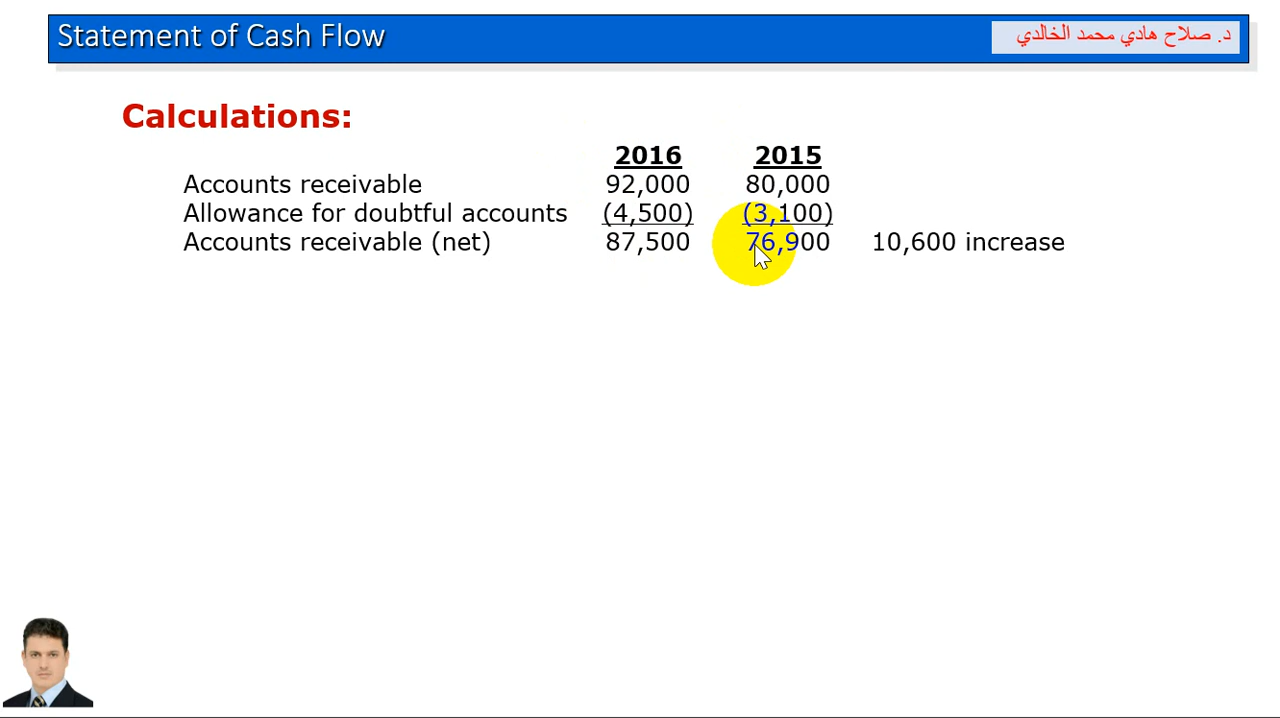 Statement of Cash Flow
د. صلاح هادي محمد الخالدي
Calculations:
2016 2015
Accounts receivable 92,000 80,000
Allowance for doubtful accounts (4,500) (3,100)
Accounts receivable (net) 87,500 76,900 10,600 increase